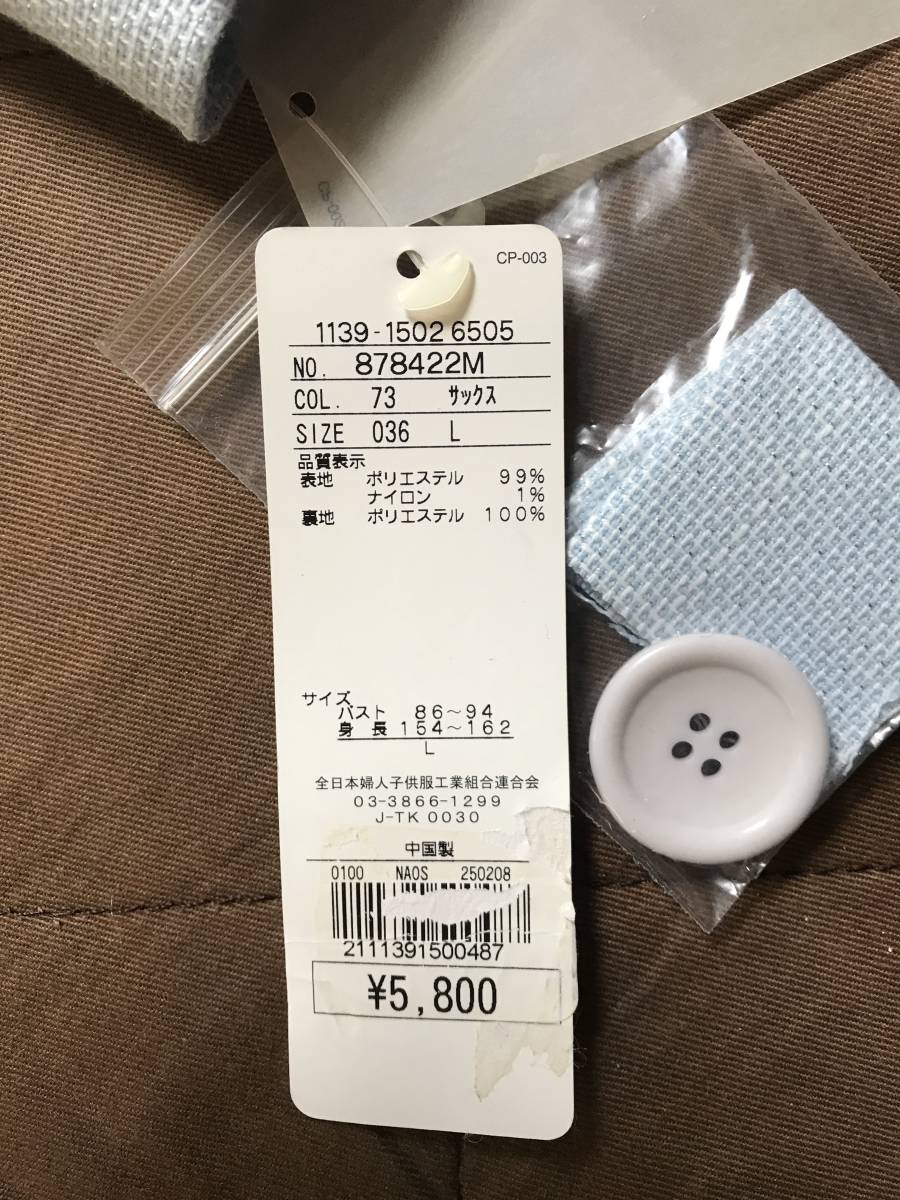 CP-003
1139-1502 6505
NO. 878422M
COL. 73 サックス
SIZE 036 L
品質表示
表地 ポリエステル 99%
ナイロン 1%
裏地 ポリエステル 100%
サイズ
バスト 86～94
身長 154～162
L
全日本婦人子供服工業組合連合会
03-3866-1299
J-TK 0030
中国製
0100 NAOS 250208
2111391500487
¥5,800